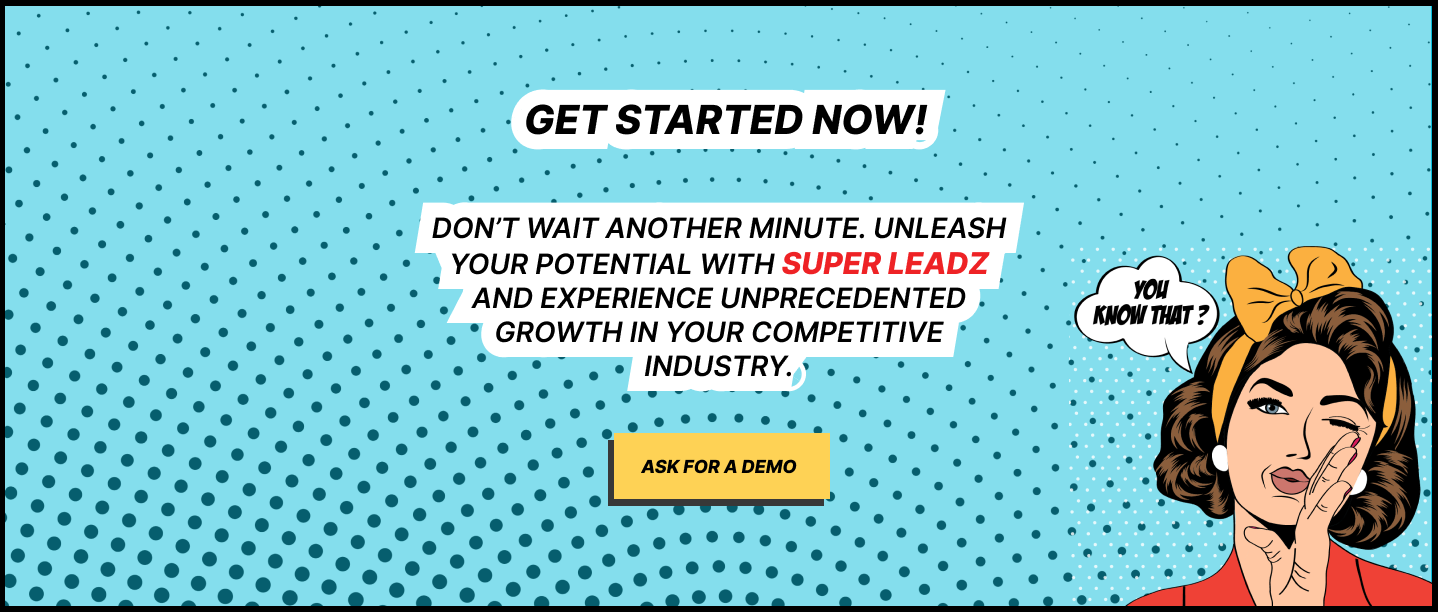 GET STARTED NOW!
DON’T WAIT ANOTHER MINUTE. UNLEASH
YOUR POTENTIAL WITH SUPER LEADZ
AND EXPERIENCE UNPRECEDENTED
GROWTH IN YOUR COMPETITIVE
INDUSTRY.
YOU
KNOW THAT ?
ASK FOR A DEMO